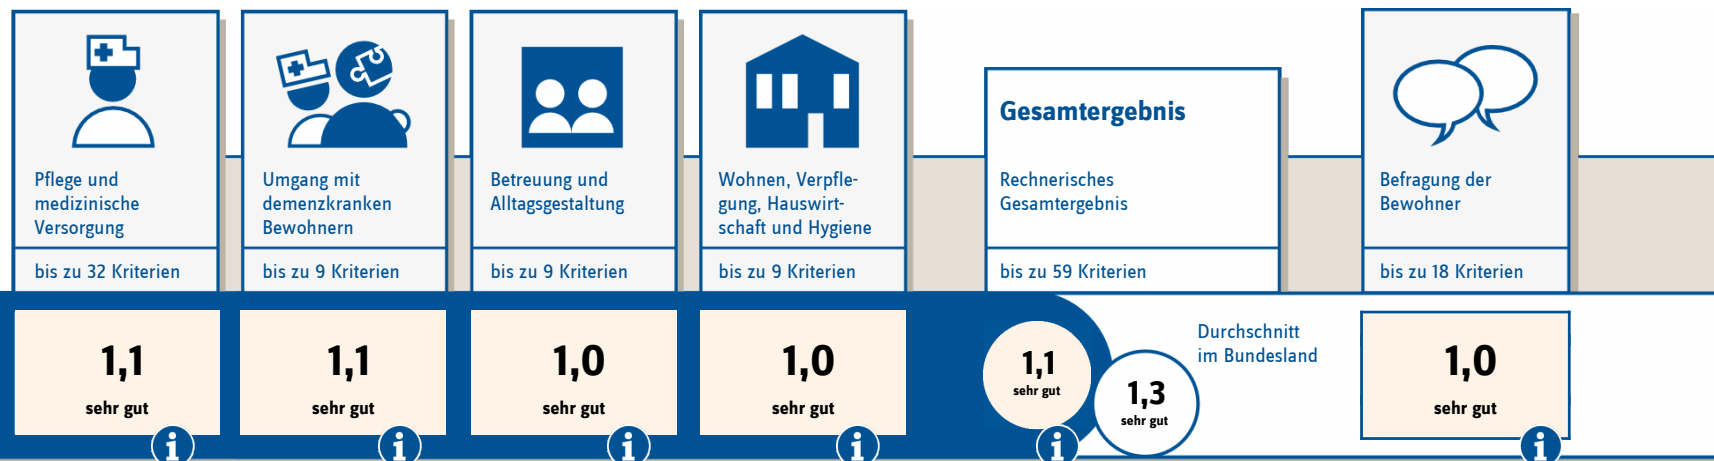 Pflege und
medizinische
Versorgung
bis zu 32 Kriterien
1,1
sehr gut
Umgang mit
demenzkranken
Bewohnern
bis zu 9 Kriterien
1,1
sehr gut
Betreuung und
Alltagsgestaltung
bis zu 9 Kriterien
1,0
sehr gut
Wohnen, Verpfle-
gung, Hauswirt-
schaft und Hygiene
bis zu 9 Kriterien
1,0
sehr gut
Gesamtergebnis
Rechnerisches
Gesamtergebnis
bis zu 59 Kriterien
1,1
sehr gut
1,3
sehr gut
Durchschnitt
im Bundesland
Befragung der
Bewohner
bis zu 18 Kriterien
1,0
sehr gut